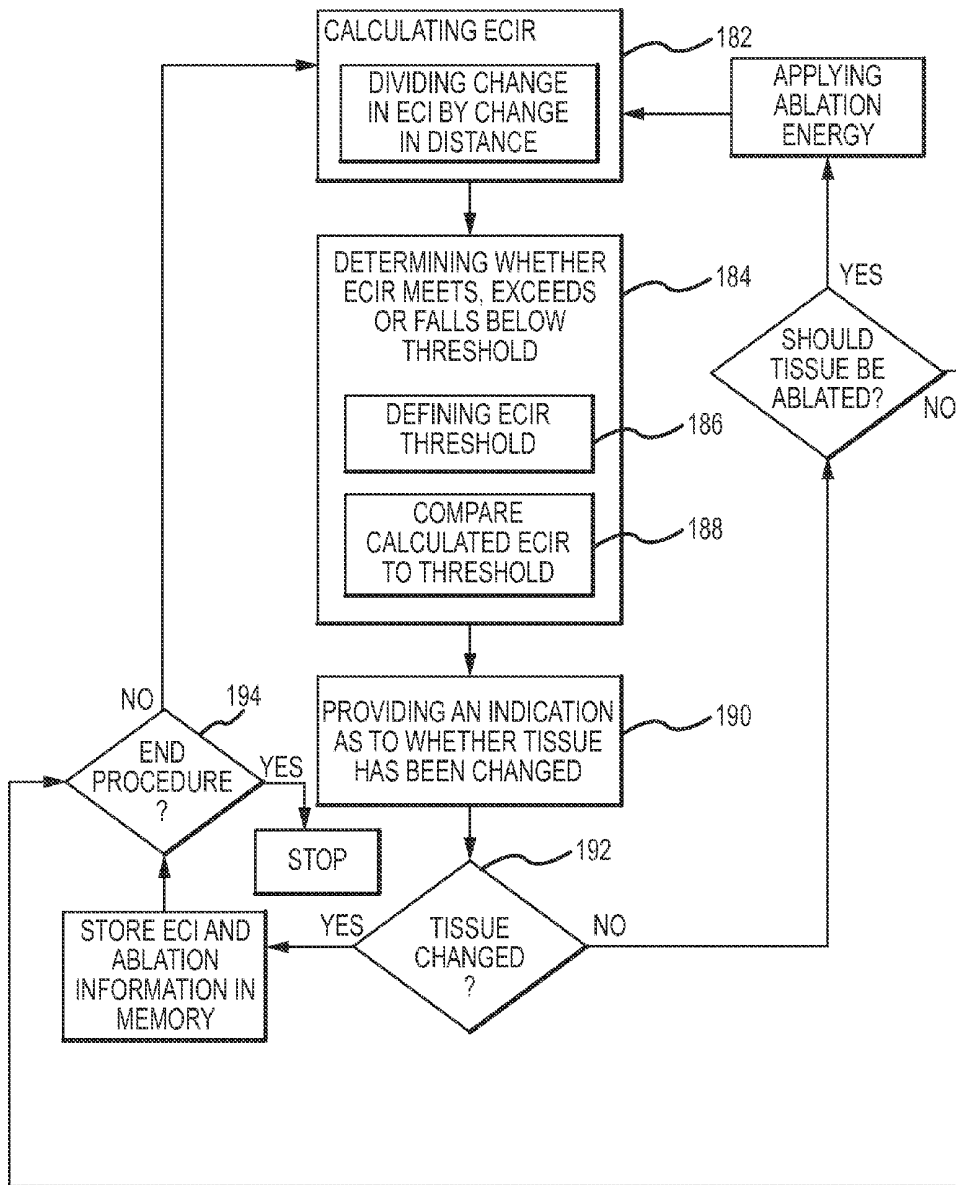 CALCULATING ECIR
DIVIDING CHANGE
IN ECI BY CHANGE
IN DISTANCE
182
APPLYING
ABLATION
ENERGY
DETERMINING WHETHER
ECIR MEETS, EXCEEDS
OR FALLS BELOW
THRESHOLD
184
DEFINING ECIR
THRESHOLD
186
COMPARE
CALCULATED ECIR
TO THRESHOLD
188
YES
SHOULD
TISSUE BE
ABLATED?
NO
PROVIDING AN INDICATION
AS TO WHETHER TISSUE
HAS BEEN CHANGED
190
NO
194
END
PROCEDURE
?
YES
STOP
192
TISSUE
CHANGED
?
YES
NO
STORE ECI AND
ABLATION
INFORMATION IN
MEMORY